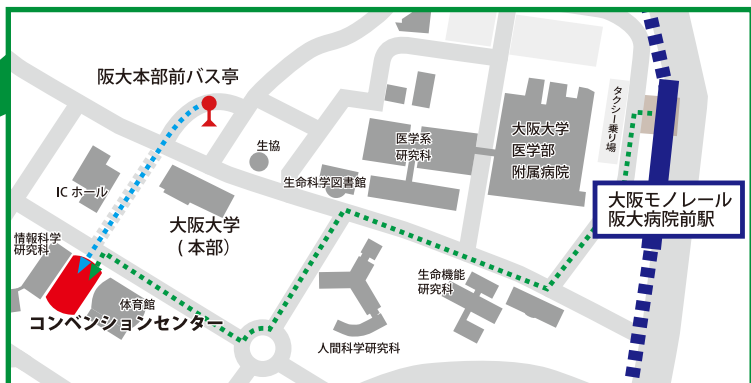 阪大本部前バス亭
タクシー乗り場
生協
医学系
研究科
大阪大学
医学部
附属病院
ICホール
生命科学図書館
大阪大学
(本部)
大阪モノレール
阪大病院前駅
情報科学
研究科
体育館
コンベンションセンター
生命機能
研究科
人間科学研究科